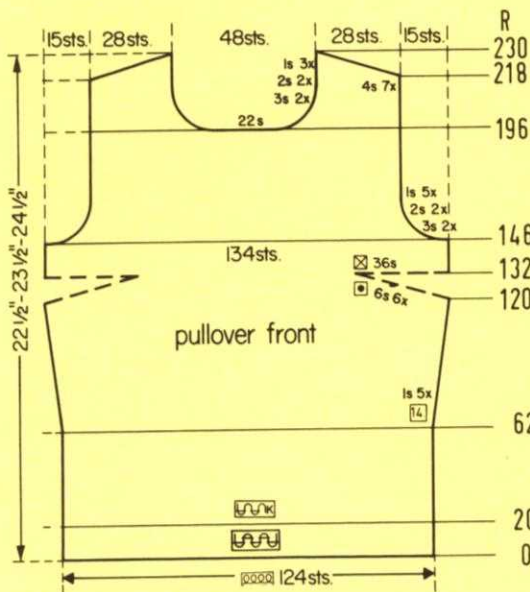 R
15sts. 28sts. 48sts. 28sts. 15sts.
230
218
1s 3x
2s 2x
3s 2x
4s 7x
22s
196
1s 5x
2s 2x
3s 2x
146
134sts.
36s
132
6s 6x
120
22½"-23½"-24½"
pullover front
1s 5x
14
62
K
20
0
124sts.